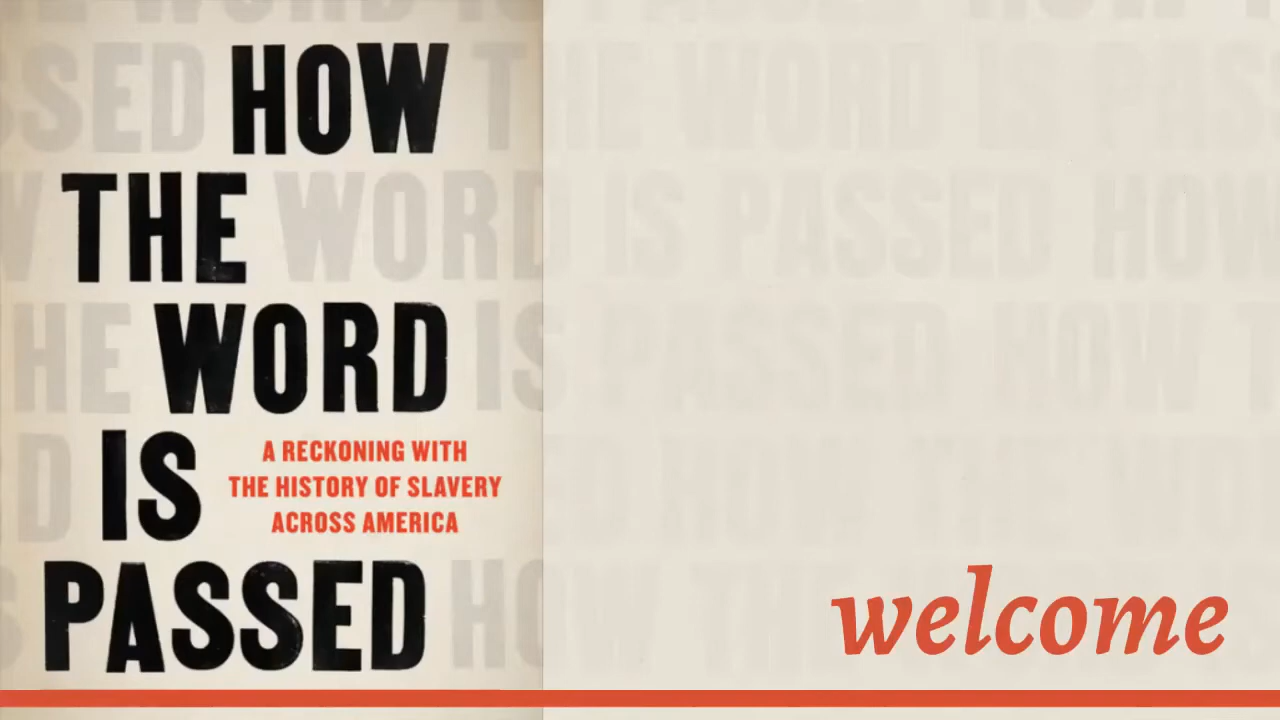 HOW
THE
WORD
IS
A RECKONING WITH
THE HISTORY OF SLAVERY
ACROSS AMERICA
PASSED
welcome